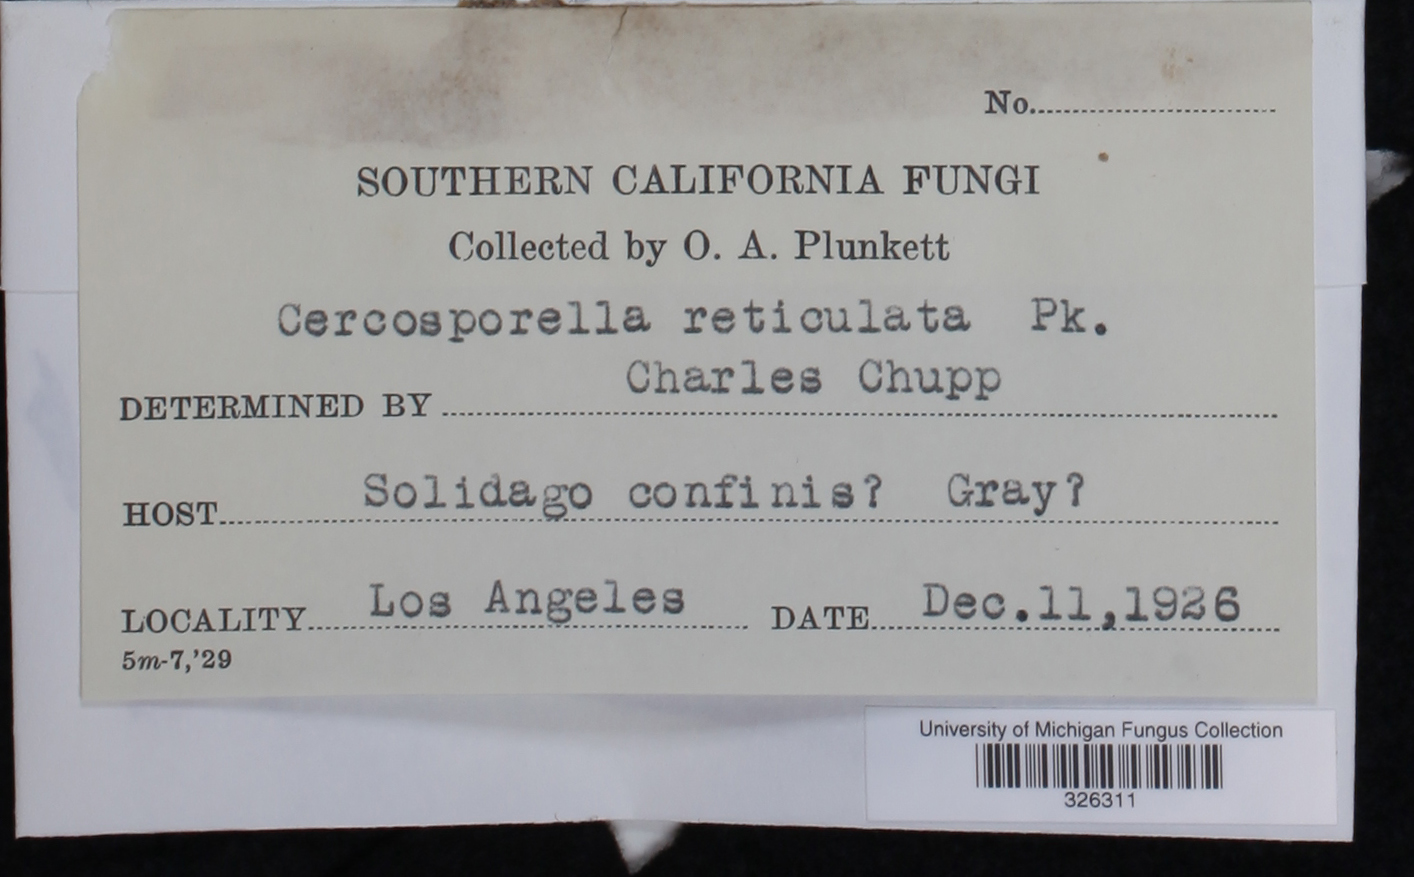 No.
SOUTHERN CALIFORNIA FUNGI
Collected by O. A. Plunkett
Cercosporella reticulata Pk.
DETERMINED BY Charles Chupp
HOST Solidago confinis? Gray?
LOCALITY Los Angeles DATE Dec.11,1926
5m-7,'29
University of Michigan Fungus Collection
326311